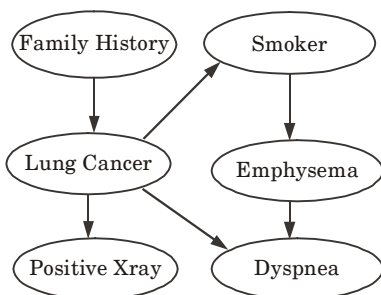 Family History
Smoker
Lung Cancer
Emphysema
Positive Xray
Dyspnea